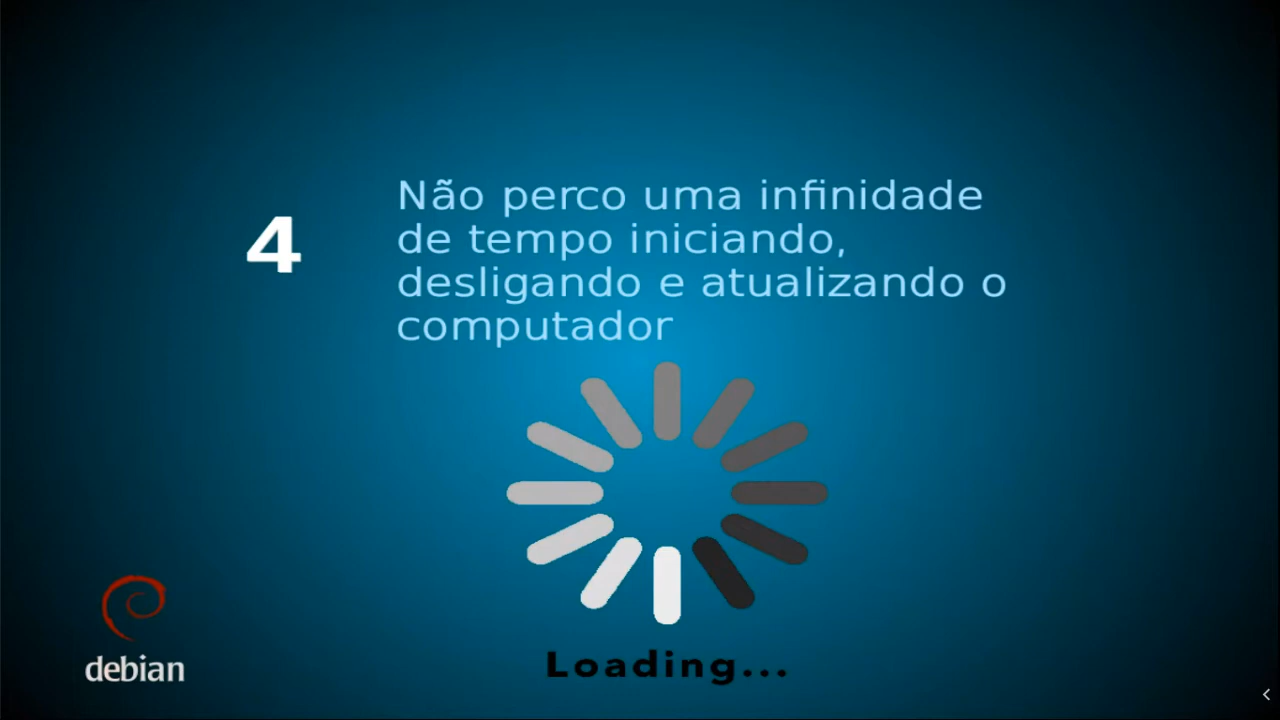 4
Não perco uma infinidade
de tempo iniciando,
desligando e atualizando o
computador
Loading...
debian